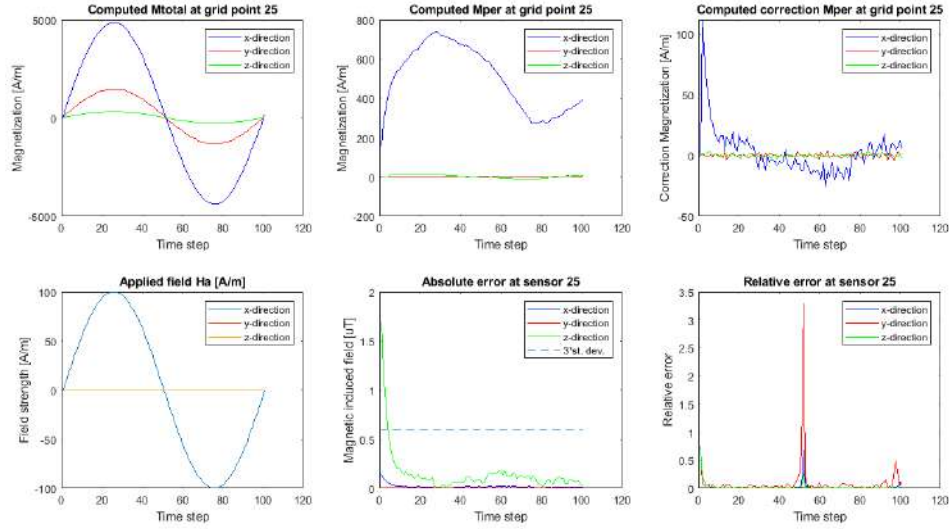 Computed Mtotal at grid point 25
Magnetization [A/m]
5000
0
-5000
0 20 40 60 80 100 120
Time step
x-direction
y-direction
z-direction
Computed Mper at grid point 25
Magnetization [A/m]
800
600
400
200
0
-200
0 20 40 60 80 100 120
Time step
x-direction
y-direction
z-direction
Computed correction Mper at grid point 25
Correction Magnetization [A/m]
100
50
0
-50
0 20 40 60 80 100 120
Time step
x-direction
y-direction
z-direction
Applied field Ha [A/m]
Field strength [A/m]
100
50
0
-50
-100
0 20 40 60 80 100 120
Time step
x-direction
y-direction
z-direction
Absolute error at sensor 25
Magnetic induced field [uT]
2
1.5
1
0.5
0
0 20 40 60 80 100 120
Time step
x-direction
y-direction
z-direction
3*st. dev.
Relative error at sensor 25
Relative error
3.5
3
2.5
2
1.5
1
0.5
0
0 20 40 60 80 100 120
Time step
x-direction
y-direction
z-direction